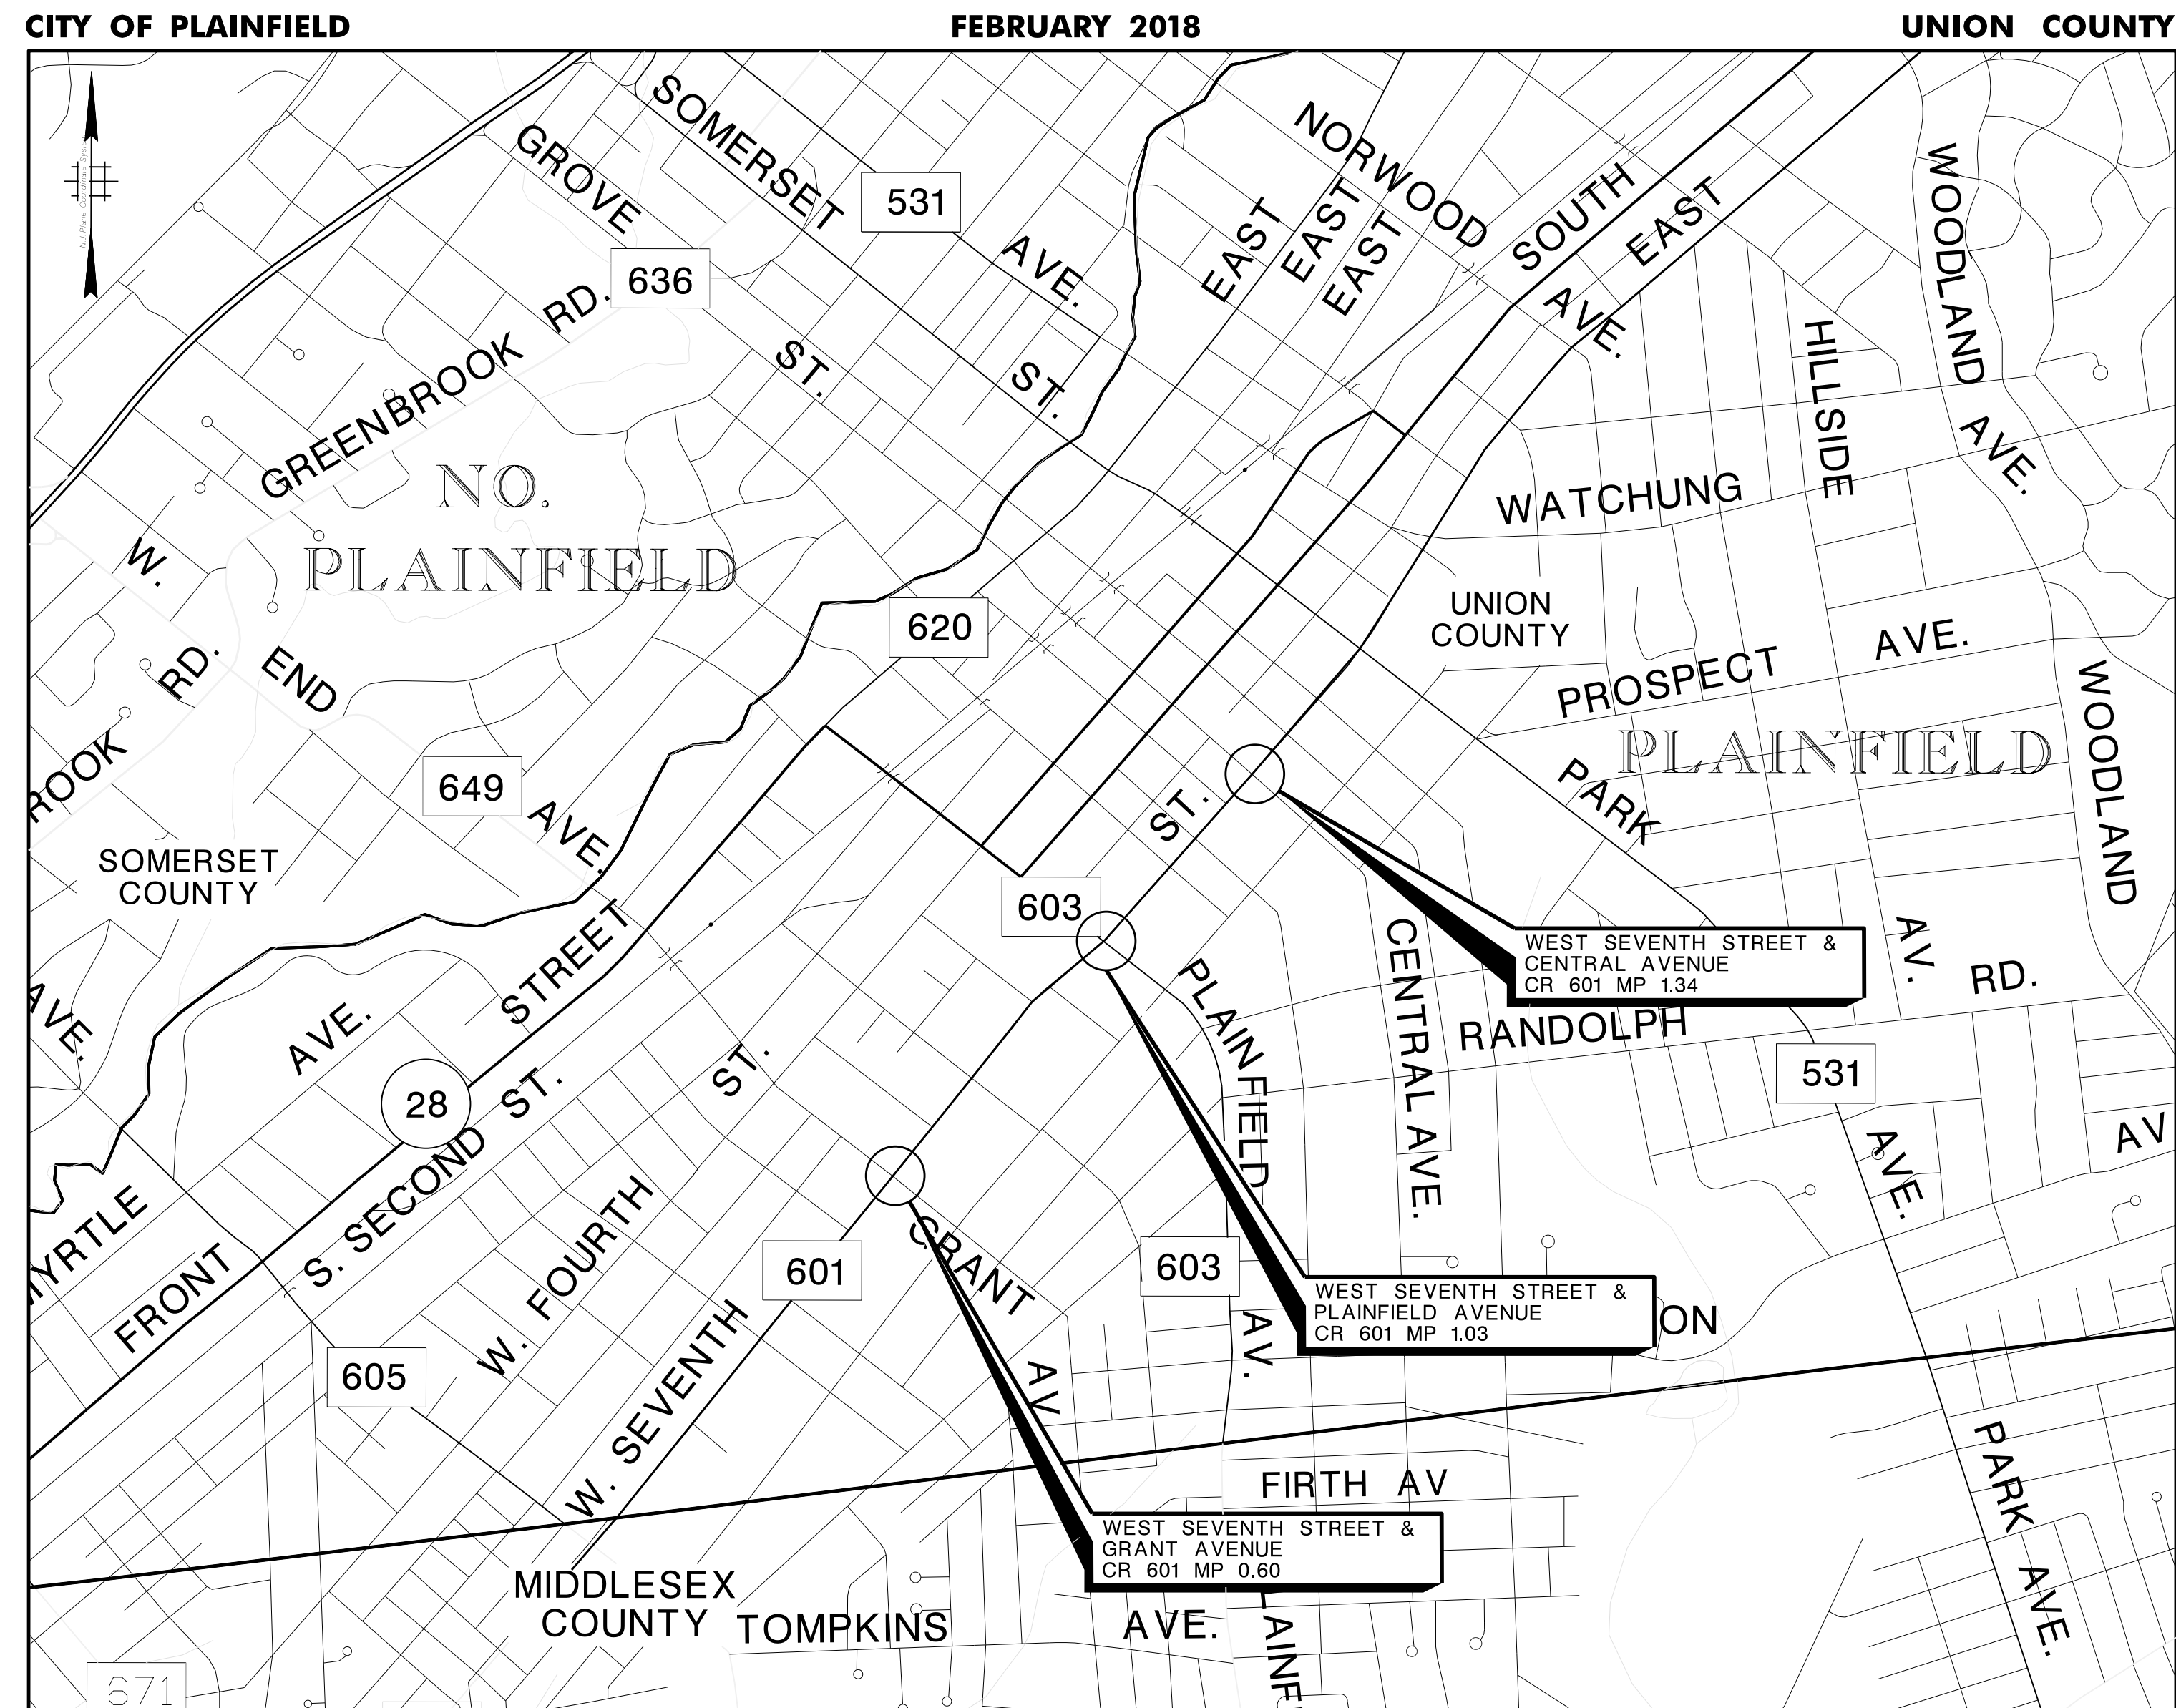 CITY OF PLAINFIELD
FEBRUARY 2018
UNION COUNTY
N.J. Plane Coordinate System
SOMERSET
GROVE
531
NORWOOD
SOUTH
EAST
EAST
EAST
EAST
WOODLAND
636
AVE.
GREENBROOK
RD.
ST.
ST.
AVE.
HILLSIDE
AVE.
NO.
PLAINFIELD
WATCHUNG
W.
END
RD.
620
UNION
COUNTY
PROSPECT
AVE.
PLAINFIELD
WOODLAND
ROOK
649
AVE.
ST.
PARK
SOMERSET
COUNTY
603
STREET
WEST SEVENTH STREET &
CENTRAL AVENUE
CR 601 MP 1.34
AV.
RD.
AVE.
AVE.
PLAINFIELD
CENTRAL AVE.
RANDOLPH
531
28
ST.
ST.
S. SECOND
AVE.
AV
MYRTLE
FRONT
W. FOURTH
601
GRANT
603
WEST SEVENTH STREET &
PLAINFIELD AVENUE
CR 601 MP 1.03
ON
605
W. SEVENTH
AV
AV.
FIRTH AV
PARK
AVE.
WEST SEVENTH STREET &
GRANT AVENUE
CR 601 MP 0.60
MIDDLESEX
COUNTY
TOMPKINS
AVE.
LAINF
671